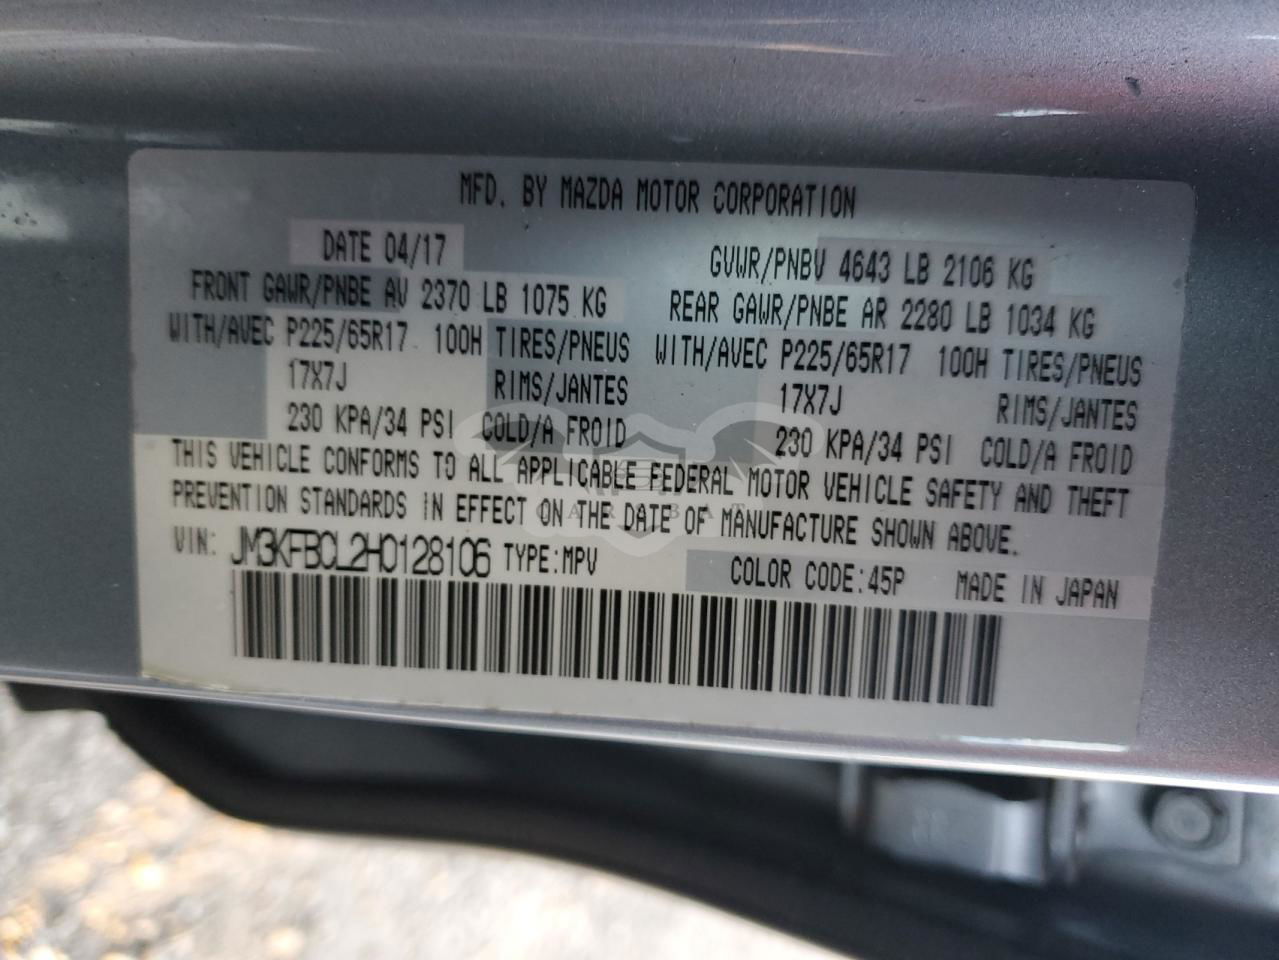 MFD. BY MAZDA MOTOR CORPORATION
DATE 04/17 GVWR/PNBV 4643 LB 2106 KG
FRONT GAWR/PNBE AV 2370 LB 1075 KG REAR GAWR/PNBE AR 2280 LB 1034 KG
WITH/AVEC P225/65R17 100H TIRES/PNEUS WITH/AVEC P225/65R17 100H TIRES/PNEUS
17X7J RIMS/JANTES 17X7J RIMS/JANTES
230 KPA/34 PSI COLD/A FROID 230 KPA/34 PSI COLD/A FROID
THIS VEHICLE CONFORMS TO ALL APPLICABLE FEDERAL MOTOR VEHICLE SAFETY AND THEFT
PREVENTION STANDARDS IN EFFECT ON THE DATE OF MANUFACTURE SHOWN ABOVE.
VIN: JM3KFBCL2H0128106 TYPE:MPV COLOR CODE:45P MADE IN JAPAN
CAR BAT